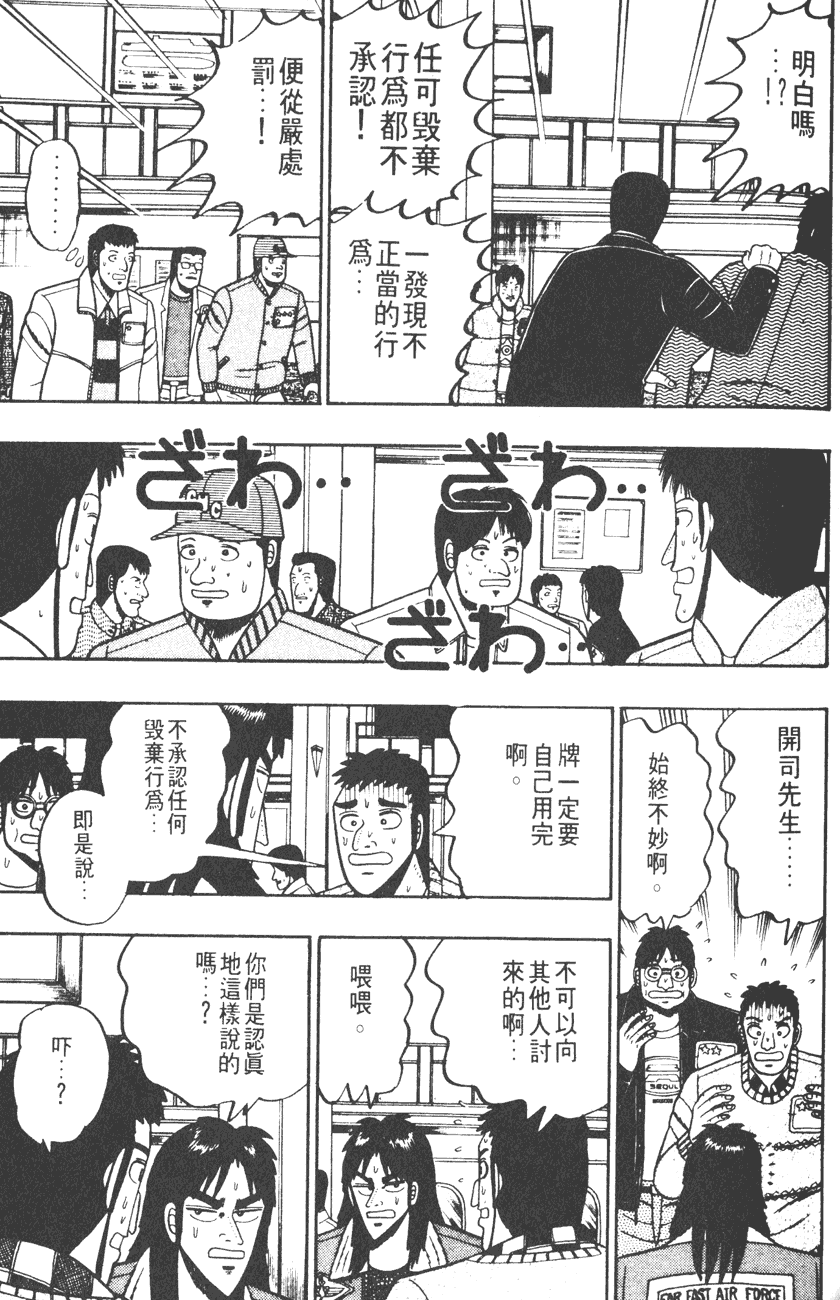 明白嗎
…?
!
任可毀棄
行爲都不
承認!
一發現不
正當的行
爲…
便從嚴處
罰…!
………
ざわ‥
ざわ‥
ざわ‥
CMC
開司先生……
始終不妙啊。
牌一定要
自己用完
啊。
不承認任何
毀棄行爲…
即是說…
SEOUL
FAR EAST AIR FORCE
不可以向
其他人討
來的啊…
喂喂。
你們是認眞
地這樣說的
嗎…?
吓…?